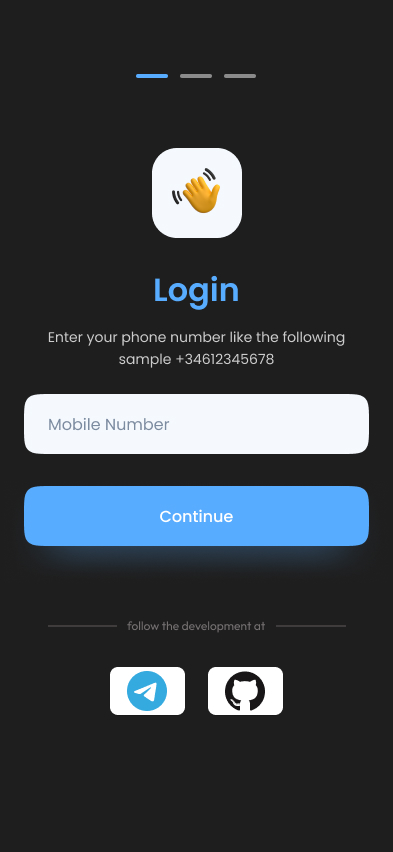 Login
Enter your phone number like the following
sample +34612345678
Mobile Number
Continue
follow the development at